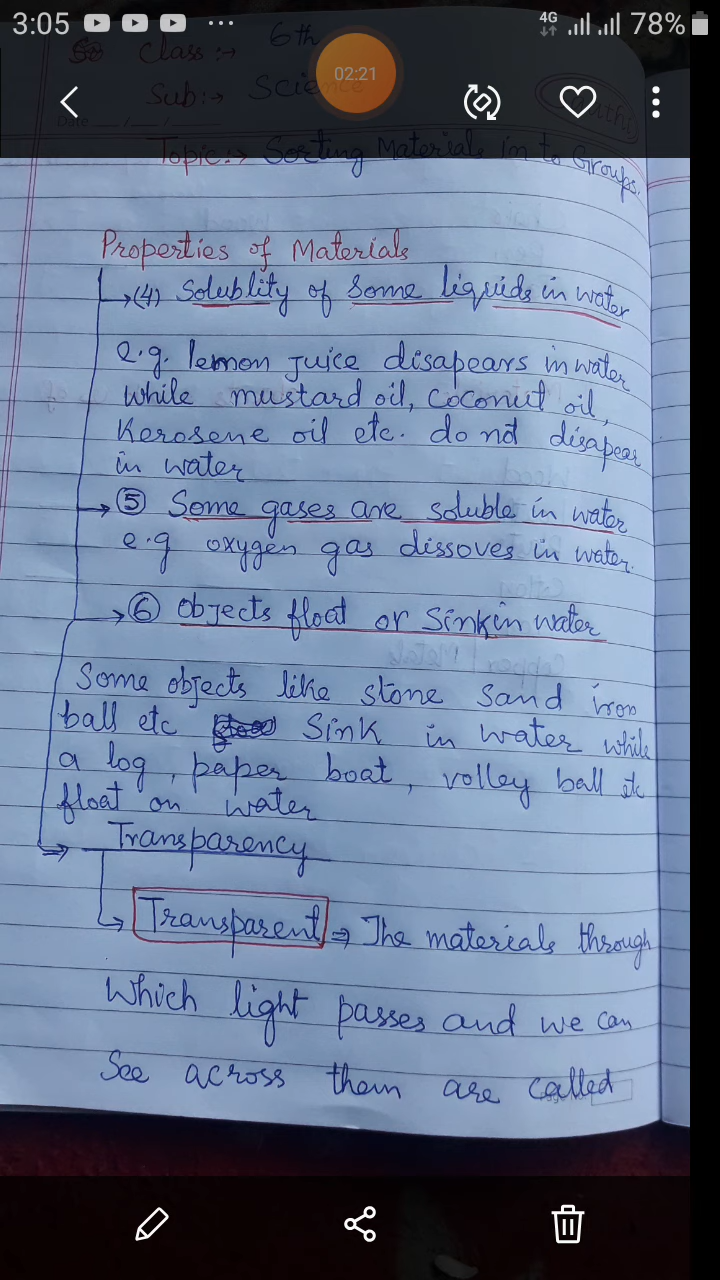 3:05
4G
78%
02:21
Class:→ 6th
Sub:→ Science
Date
Topic:→ Sorting Materials in to Groups.
Properties of Materials
→(4) Solublity of Some liquids in water
e.g. lemon juice disapears in water
while mustard oil, Coconut oil,
Kerosene oil etc. do not disapear
in water
→ ⑤ Some gases are soluble in water
e.g oxygen gas dissoves in water.
→ ⑥ objects float or Sink in water
Some objects like stone sand iron
ball etc Sink in water while
a log, paper boat, volley ball etc
float on water
→ Transparency
→ Transparent ⇒ The materials through
Which light passes and we can
See across them are called